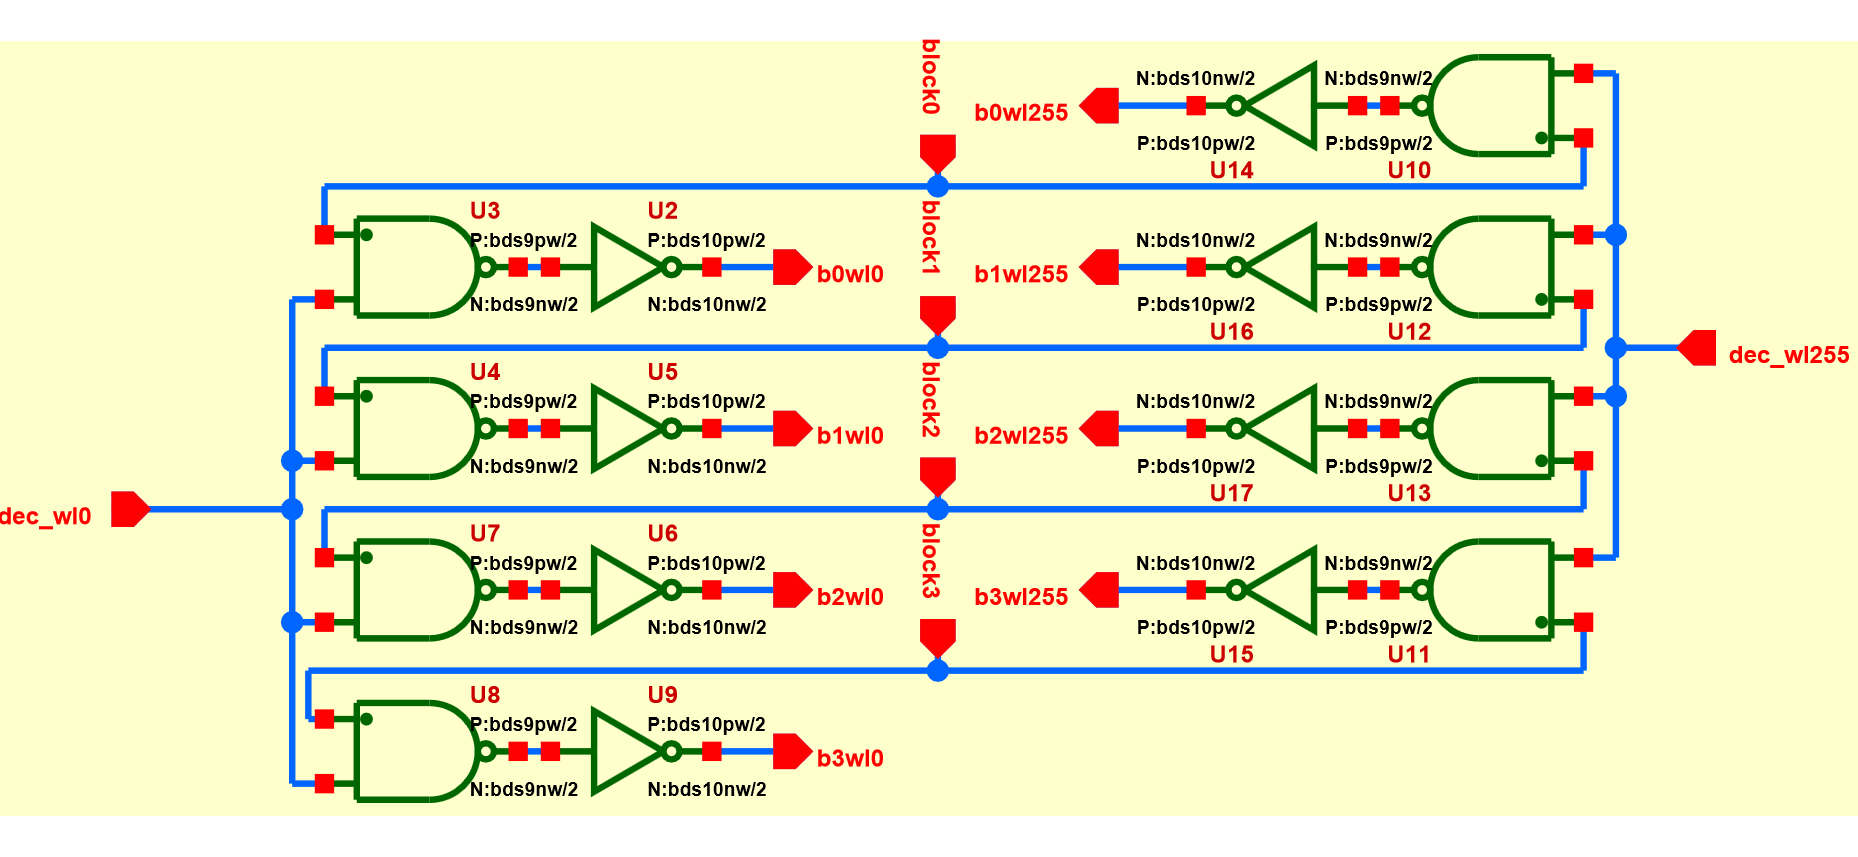 block0
N:bds10nw/2
N:bds9nw/2
b0wl255
P:bds10pw/2
P:bds9pw/2
U14
U10
U3
U2
block1
P:bds9pw/2
P:bds10pw/2
N:bds10nw/2
N:bds9nw/2
b0wl0
b1wl255
N:bds9nw/2
N:bds10nw/2
P:bds10pw/2
P:bds9pw/2
U16
U12
dec_wl255
U4
U5
block2
P:bds9pw/2
P:bds10pw/2
N:bds10nw/2
N:bds9nw/2
b1wl0
b2wl255
N:bds9nw/2
N:bds10nw/2
P:bds10pw/2
P:bds9pw/2
U17
U13
dec_wl0
U7
U6
block3
P:bds9pw/2
P:bds10pw/2
N:bds10nw/2
N:bds9nw/2
b2wl0
b3wl255
N:bds9nw/2
N:bds10nw/2
P:bds10pw/2
P:bds9pw/2
U15
U11
U8
U9
P:bds9pw/2
P:bds10pw/2
b3wl0
N:bds9nw/2
N:bds10nw/2